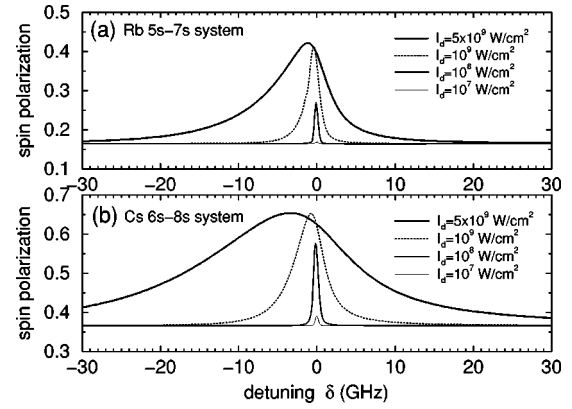 (a) Rb 5s−7s system
I_d=5x10^9 W/cm^2
I_d=10^9 W/cm^2
I_d=10^8 W/cm^2
I_d=10^7 W/cm^2
spin polarization
0.5
0.4
0.3
0.2
0.1
−30 −20 −10 0 10 20 30
(b) Cs 6s−8s system
I_d=5x10^9 W/cm^2
I_d=10^9 W/cm^2
I_d=10^8 W/cm^2
I_d=10^7 W/cm^2
spin polarization
0.7
0.6
0.5
0.4
0.3
−30 −20 −10 0 10 20 30
detuning δ (GHz)